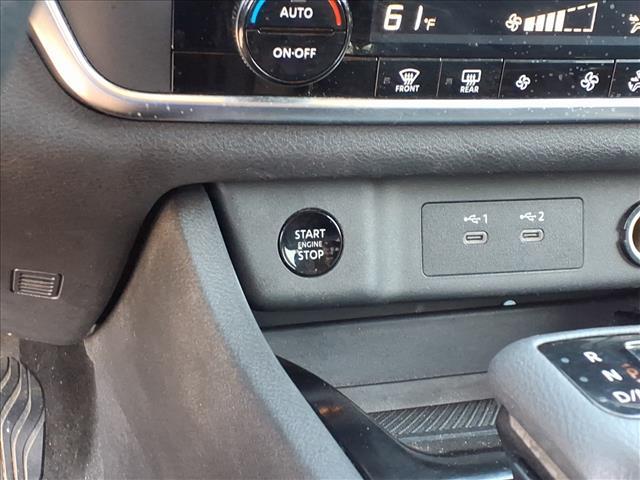 AUTO
ON·OFF
61°F
FRONT
REAR
START
ENGINE
STOP
1
2
R
N P
D/